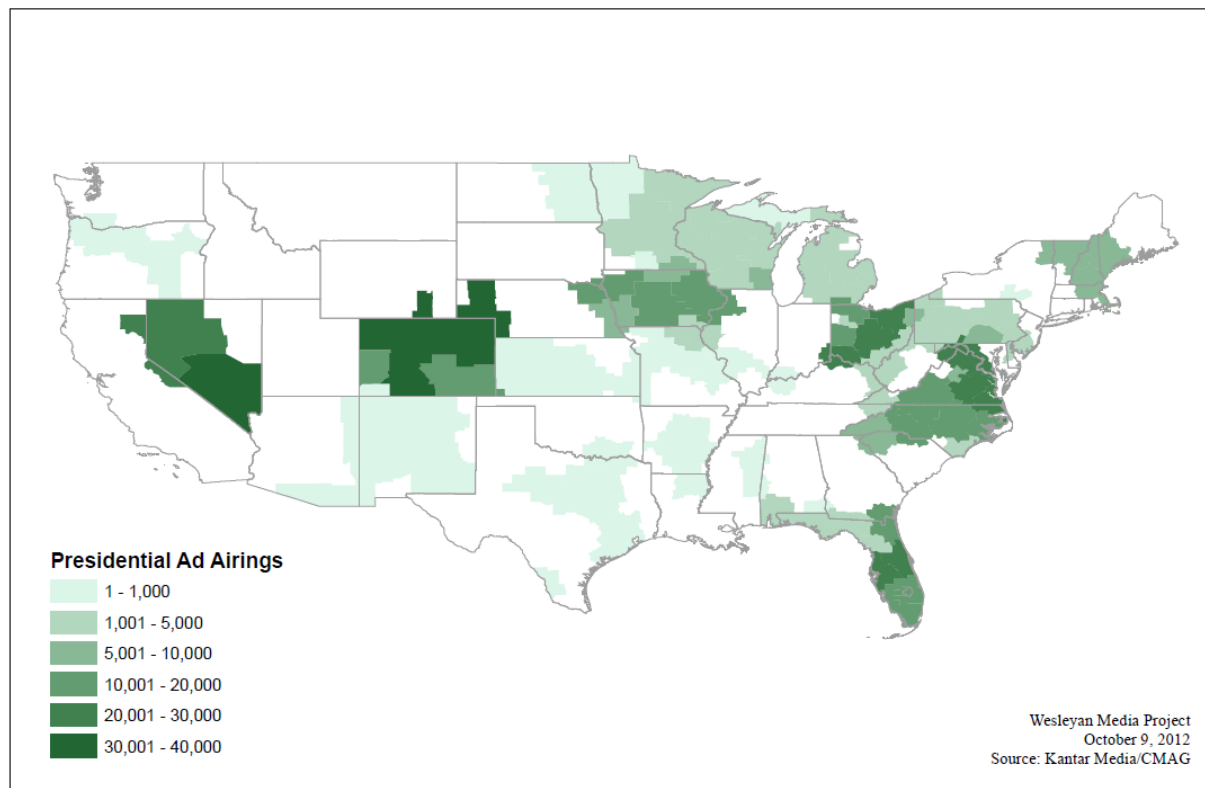 Presidential Ad Airings
1 - 1,000
1,001 - 5,000
5,001 - 10,000
10,001 - 20,000
20,001 - 30,000
30,001 - 40,000
Wesleyan Media Project
October 9, 2012
Source: Kantar Media/CMAG